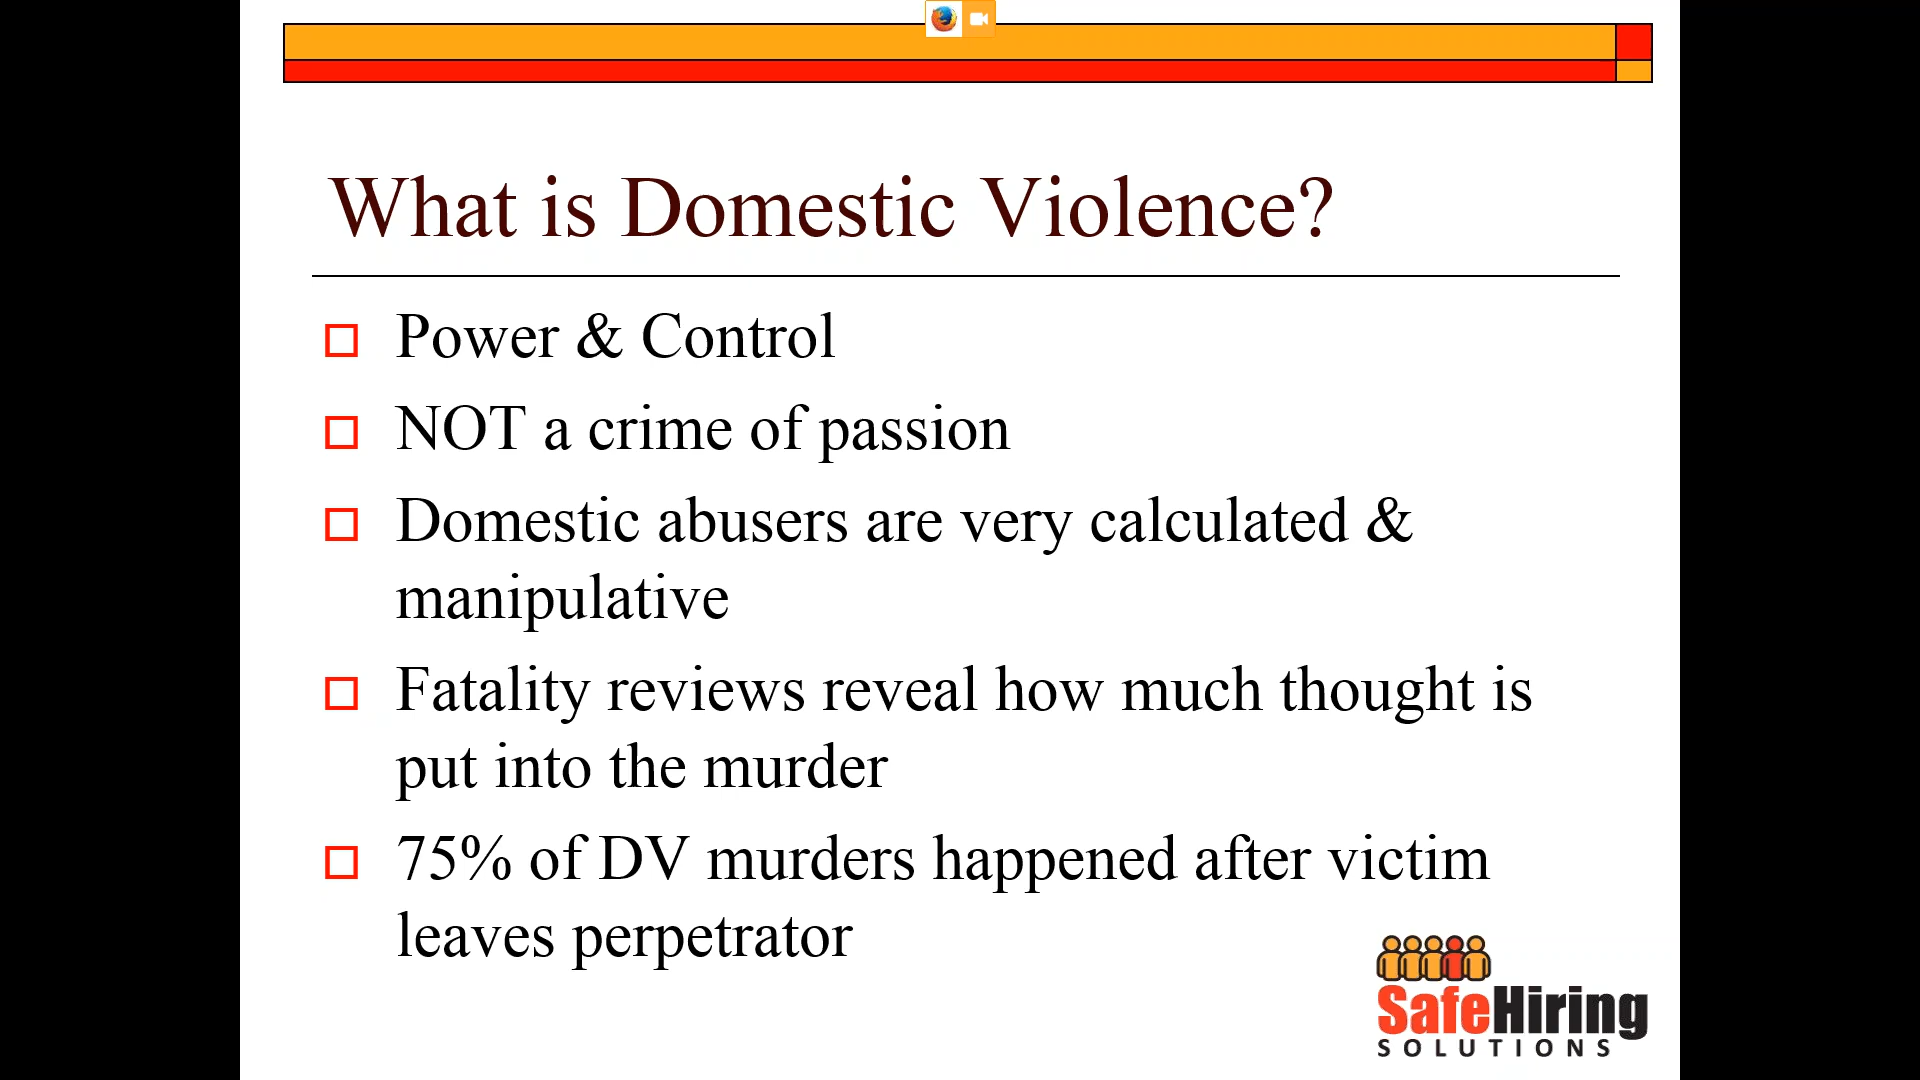 What is Domestic Violence?
Power & Control
NOT a crime of passion
Domestic abusers are very calculated &
manipulative
Fatality reviews reveal how much thought is
put into the murder
75% of DV murders happened after victim
leaves perpetrator
SafeHiring
SOLUTIONS